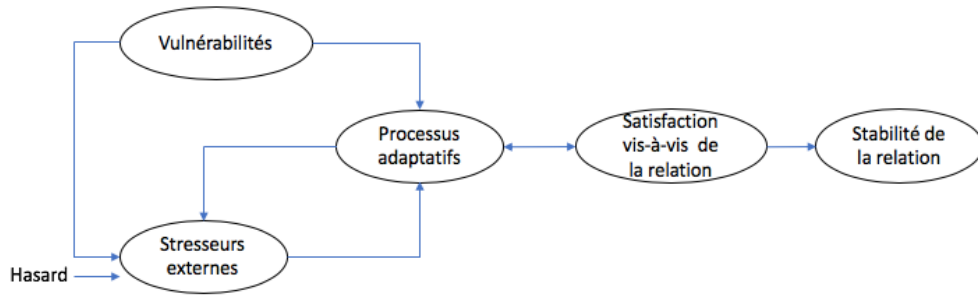 Vulnérabilités
Processus
adaptatifs
Satisfaction
vis-à-vis de
la relation
Stabilité de
la relation
Stresseurs
externes
Hasard